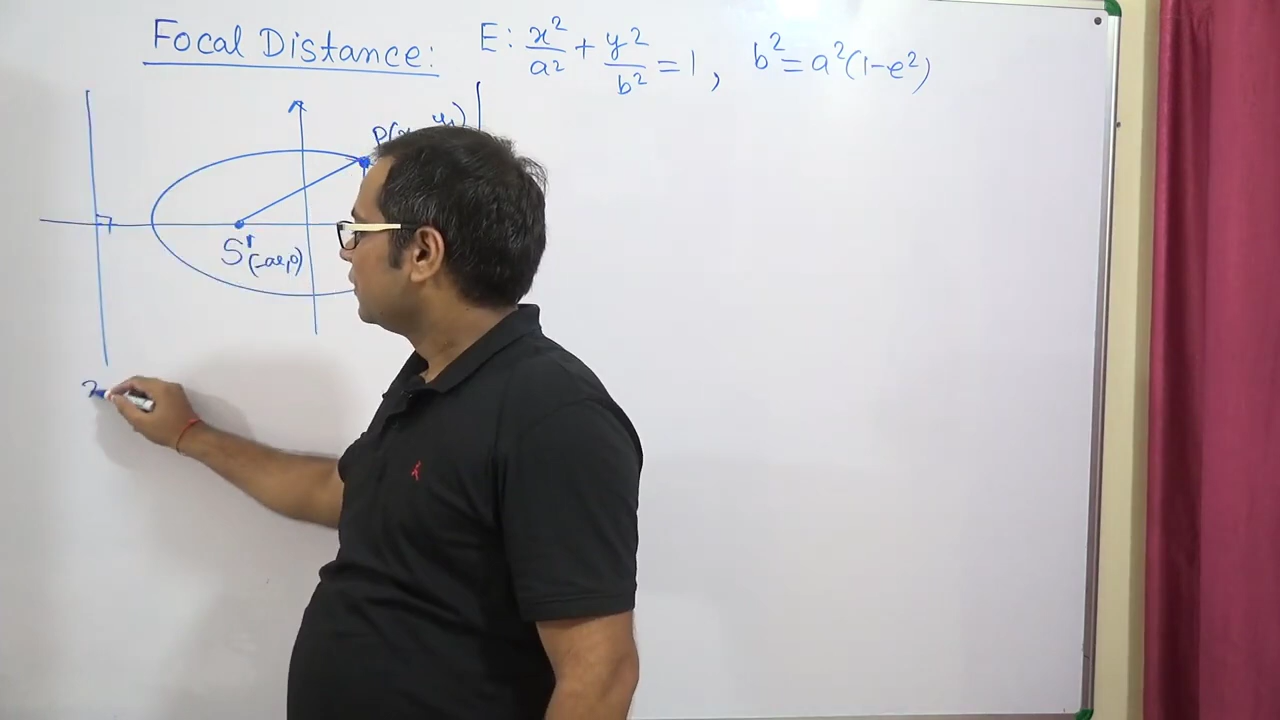 Focal Distance: E: x²/a² + y²/b² = 1, b² = a²(1-e²)
S'(-ae,0)